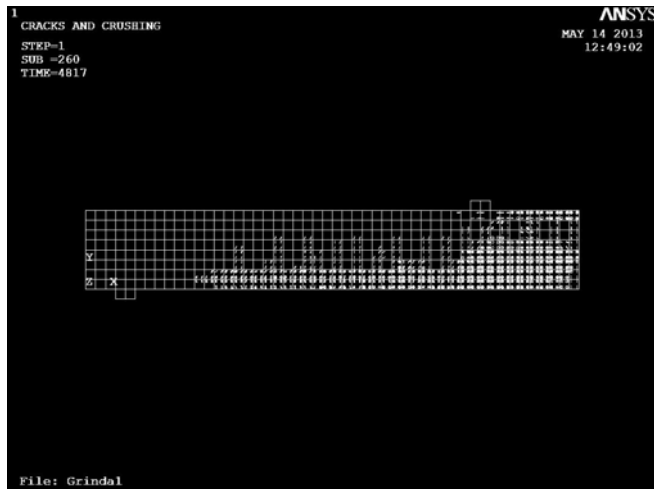 1
CRACKS AND CRUSHING
STEP=1
SUB =260
TIME=4817
ANSYS
MAY 14 2013
12:49:02
Y
Z X
File: Grindal